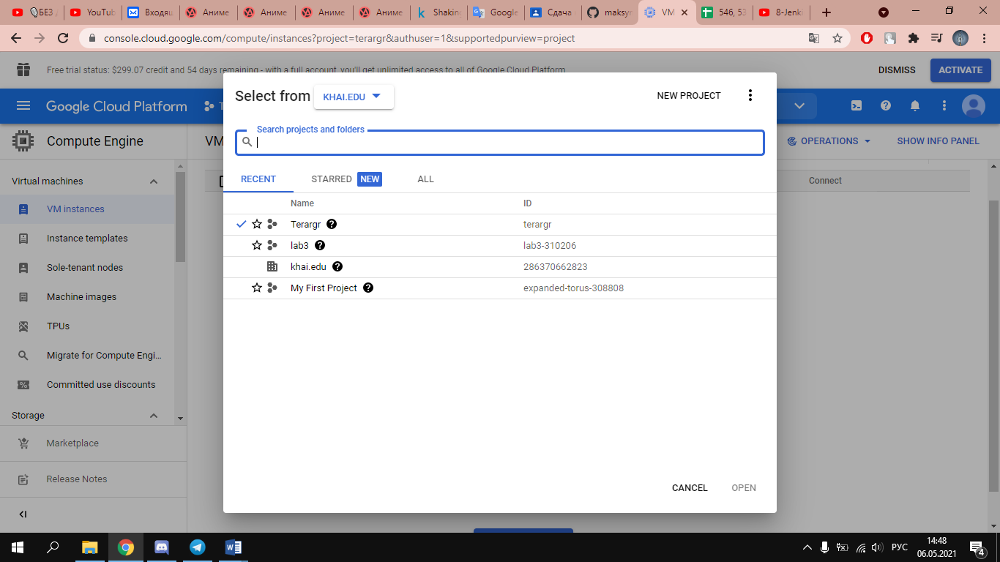 БЕЗ
YouTub
Входящ
Аниме
Аниме
Аниме
Аниме
Shakin
Google
Сдача
maksyr
VM
546, 53
8-Jenki
console.cloud.google.com/compute/instances?project=terargr&authuser=1&supportedpurview=project
Free trial status: $299.07 credit and 54 days remaining - with a full account, you'll get unlimited access to all of Google Cloud Platform.
DISMISS
ACTIVATE
Google Cloud Platform
T
Compute Engine
VM
OPERATIONS
SHOW INFO PANEL
Connect
Virtual machines
VM instances
Instance templates
Sole-tenant nodes
Machine images
TPUs
Migrate for Compute Engi...
Committed use discounts
Storage
Marketplace
Release Notes
Select from KHAI.EDU
NEW PROJECT
Search projects and folders
RECENT
STARRED NEW
ALL
Name ID
Terargr terargr
lab3 lab3-310206
khai.edu 286370662823
My First Project expanded-torus-308808
CANCEL
OPEN
РУС
14:48
06.05.2021
4